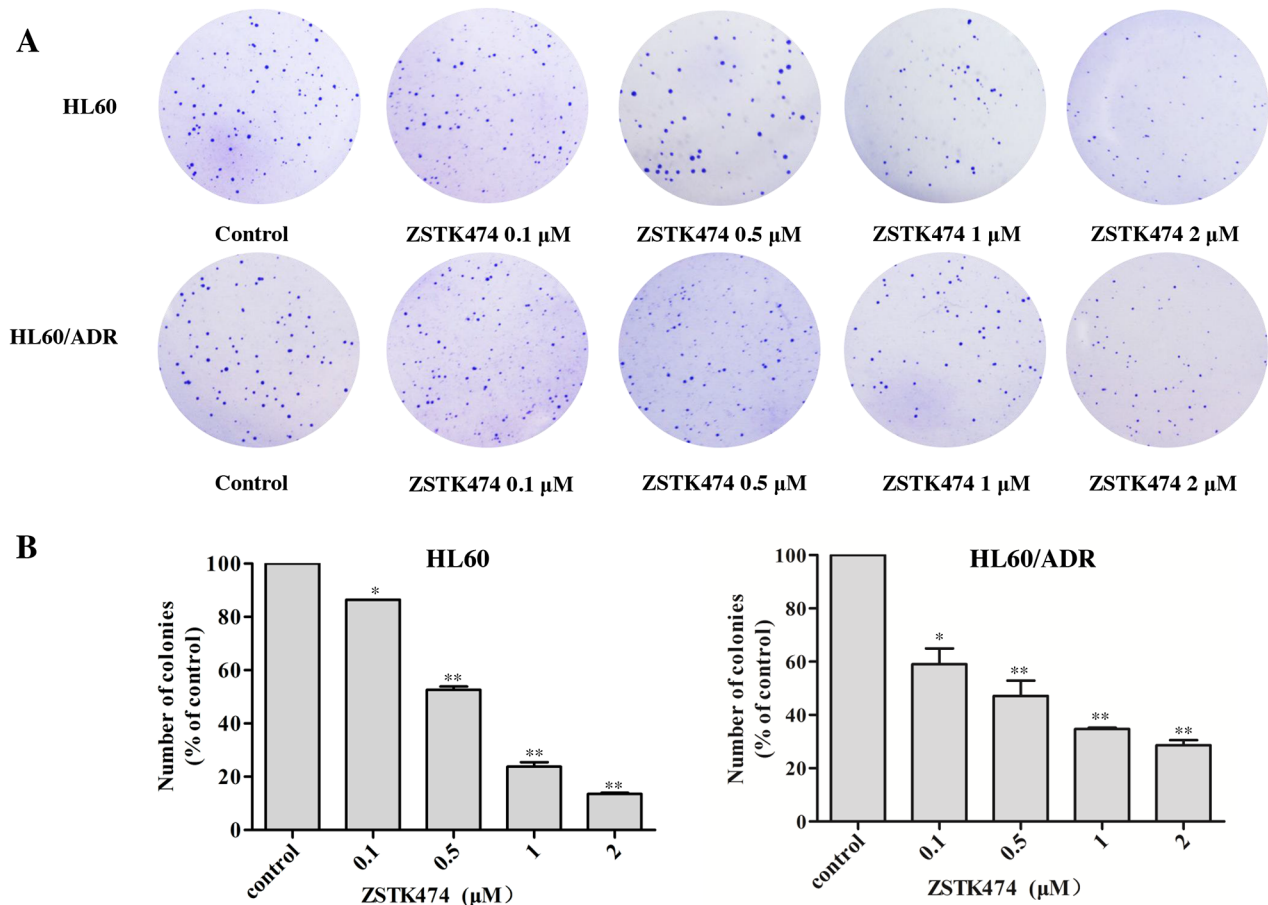 A
HL60
Control ZSTK474 0.1 μM ZSTK474 0.5 μM ZSTK474 1 μM ZSTK474 2 μM
HL60/ADR
Control ZSTK474 0.1 μM ZSTK474 0.5 μM ZSTK474 1 μM ZSTK474 2 μM
B
HL60
Number of colonies
(% of control)
100
80
60
40
20
0
*
**
**
**
control 0.1 0.5 1 2
ZSTK474 (μM）
HL60/ADR
Number of colonies
(% of control)
100
80
60
40
20
0
*
**
**
**
control 0.1 0.5 1 2
ZSTK474 (μM）